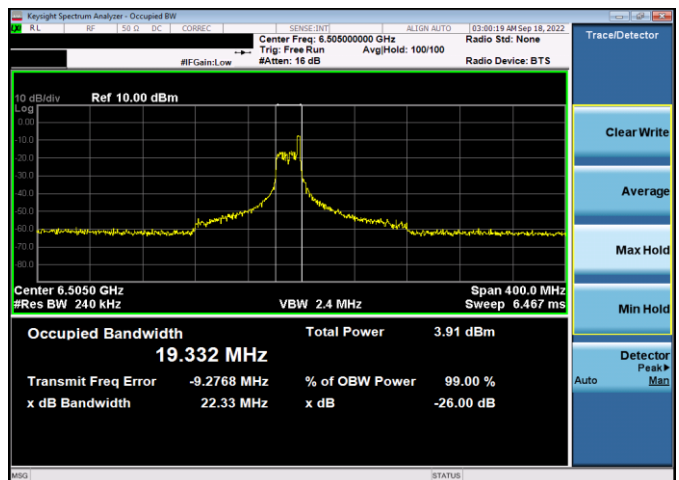 Keysight Spectrum Analyzer - Occupied BW
RL RF 50 Ω DC CORREC SENSE:INT ALIGN AUTO 03:00:19 AM Sep 18, 2022
Center Freq: 6.505000000 GHz Radio Std: None
Trig: Free Run Avg|Hold: 100/100
#IFGain:Low #Atten: 16 dB Radio Device: BTS
Trace/Detector
10 dB/div Ref 10.00 dBm
Log
0.00
-10.0
-20.0
-30.0
-40.0
-50.0
-60.0
-70.0
-80.0
Center 6.5050 GHz Span 400.0 MHz
#Res BW 240 kHz VBW 2.4 MHz Sweep 6.467 ms
Occupied Bandwidth Total Power 3.91 dBm
19.332 MHz
Transmit Freq Error -9.2768 MHz % of OBW Power 99.00 %
x dB Bandwidth 22.33 MHz x dB -26.00 dB
Clear Write
Average
Max Hold
Min Hold
Detector
Peak▶
Auto Man
MSG STATUS